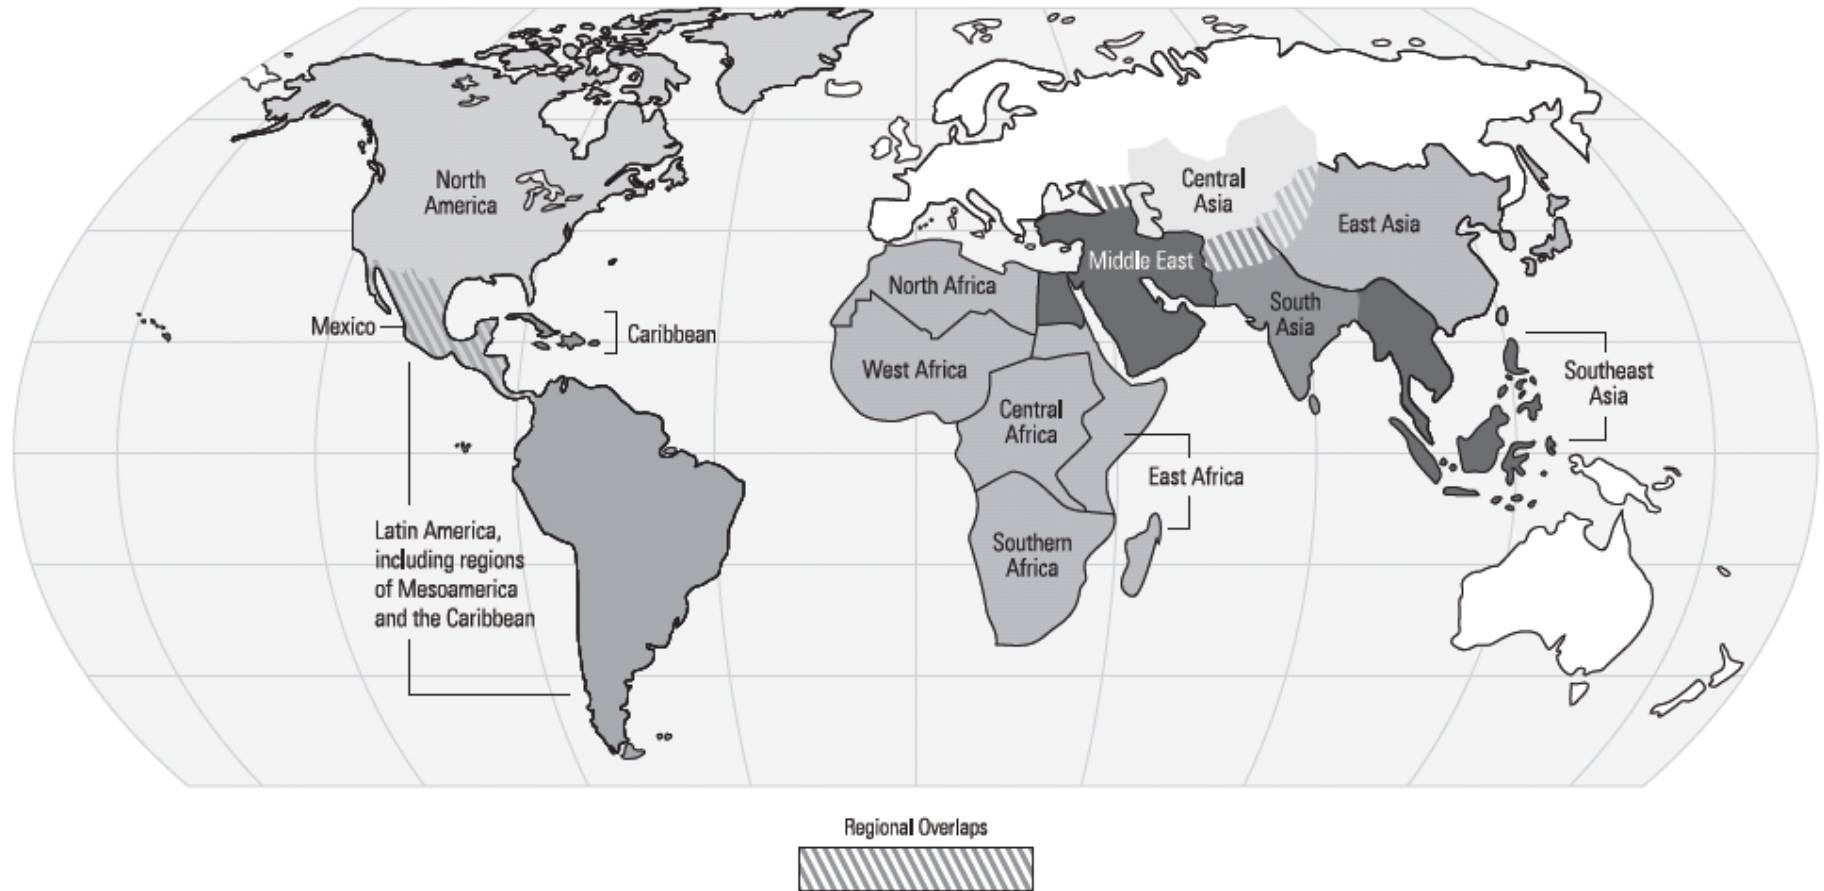 North
America
Central
Asia
East Asia
Middle East
North Africa
South
Asia
Mexico
Caribbean
West Africa
Southeast
Asia
Central
Africa
East Africa
Latin America,
including regions
of Mesoamerica
and the Caribbean
Southern
Africa
Regional Overlaps